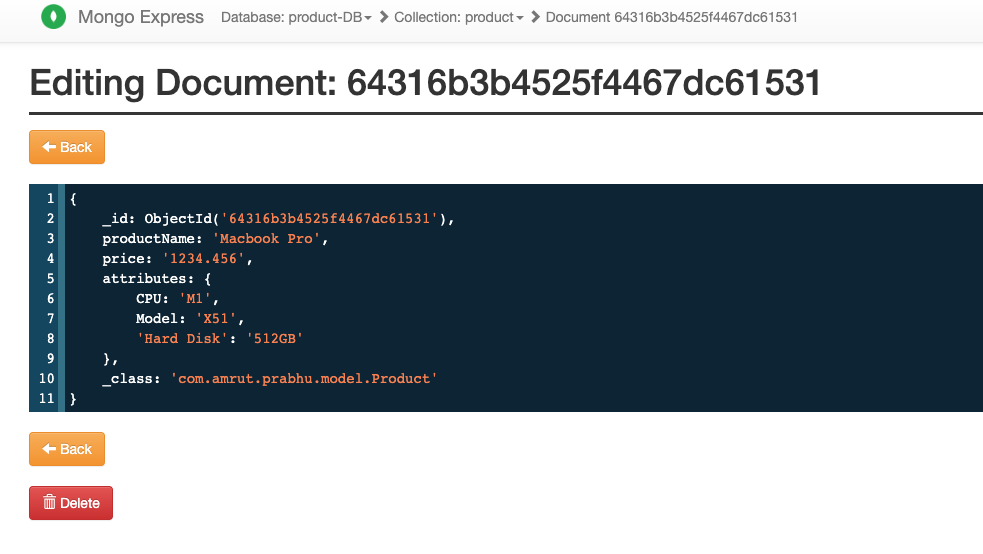 Mongo Express Database: product-DB Collection: product Document 64316b3b4525f4467dc61531
Editing Document: 64316b3b4525f4467dc61531
Back
1 {
2 _id: ObjectId('64316b3b4525f4467dc61531'),
3 productName: 'Macbook Pro',
4 price: '1234.456',
5 attributes: {
6 CPU: 'M1',
7 Model: 'X51',
8 'Hard Disk': '512GB'
9 },
10 _class: 'com.amrut.prabhu.model.Product'
11 }
Back
Delete